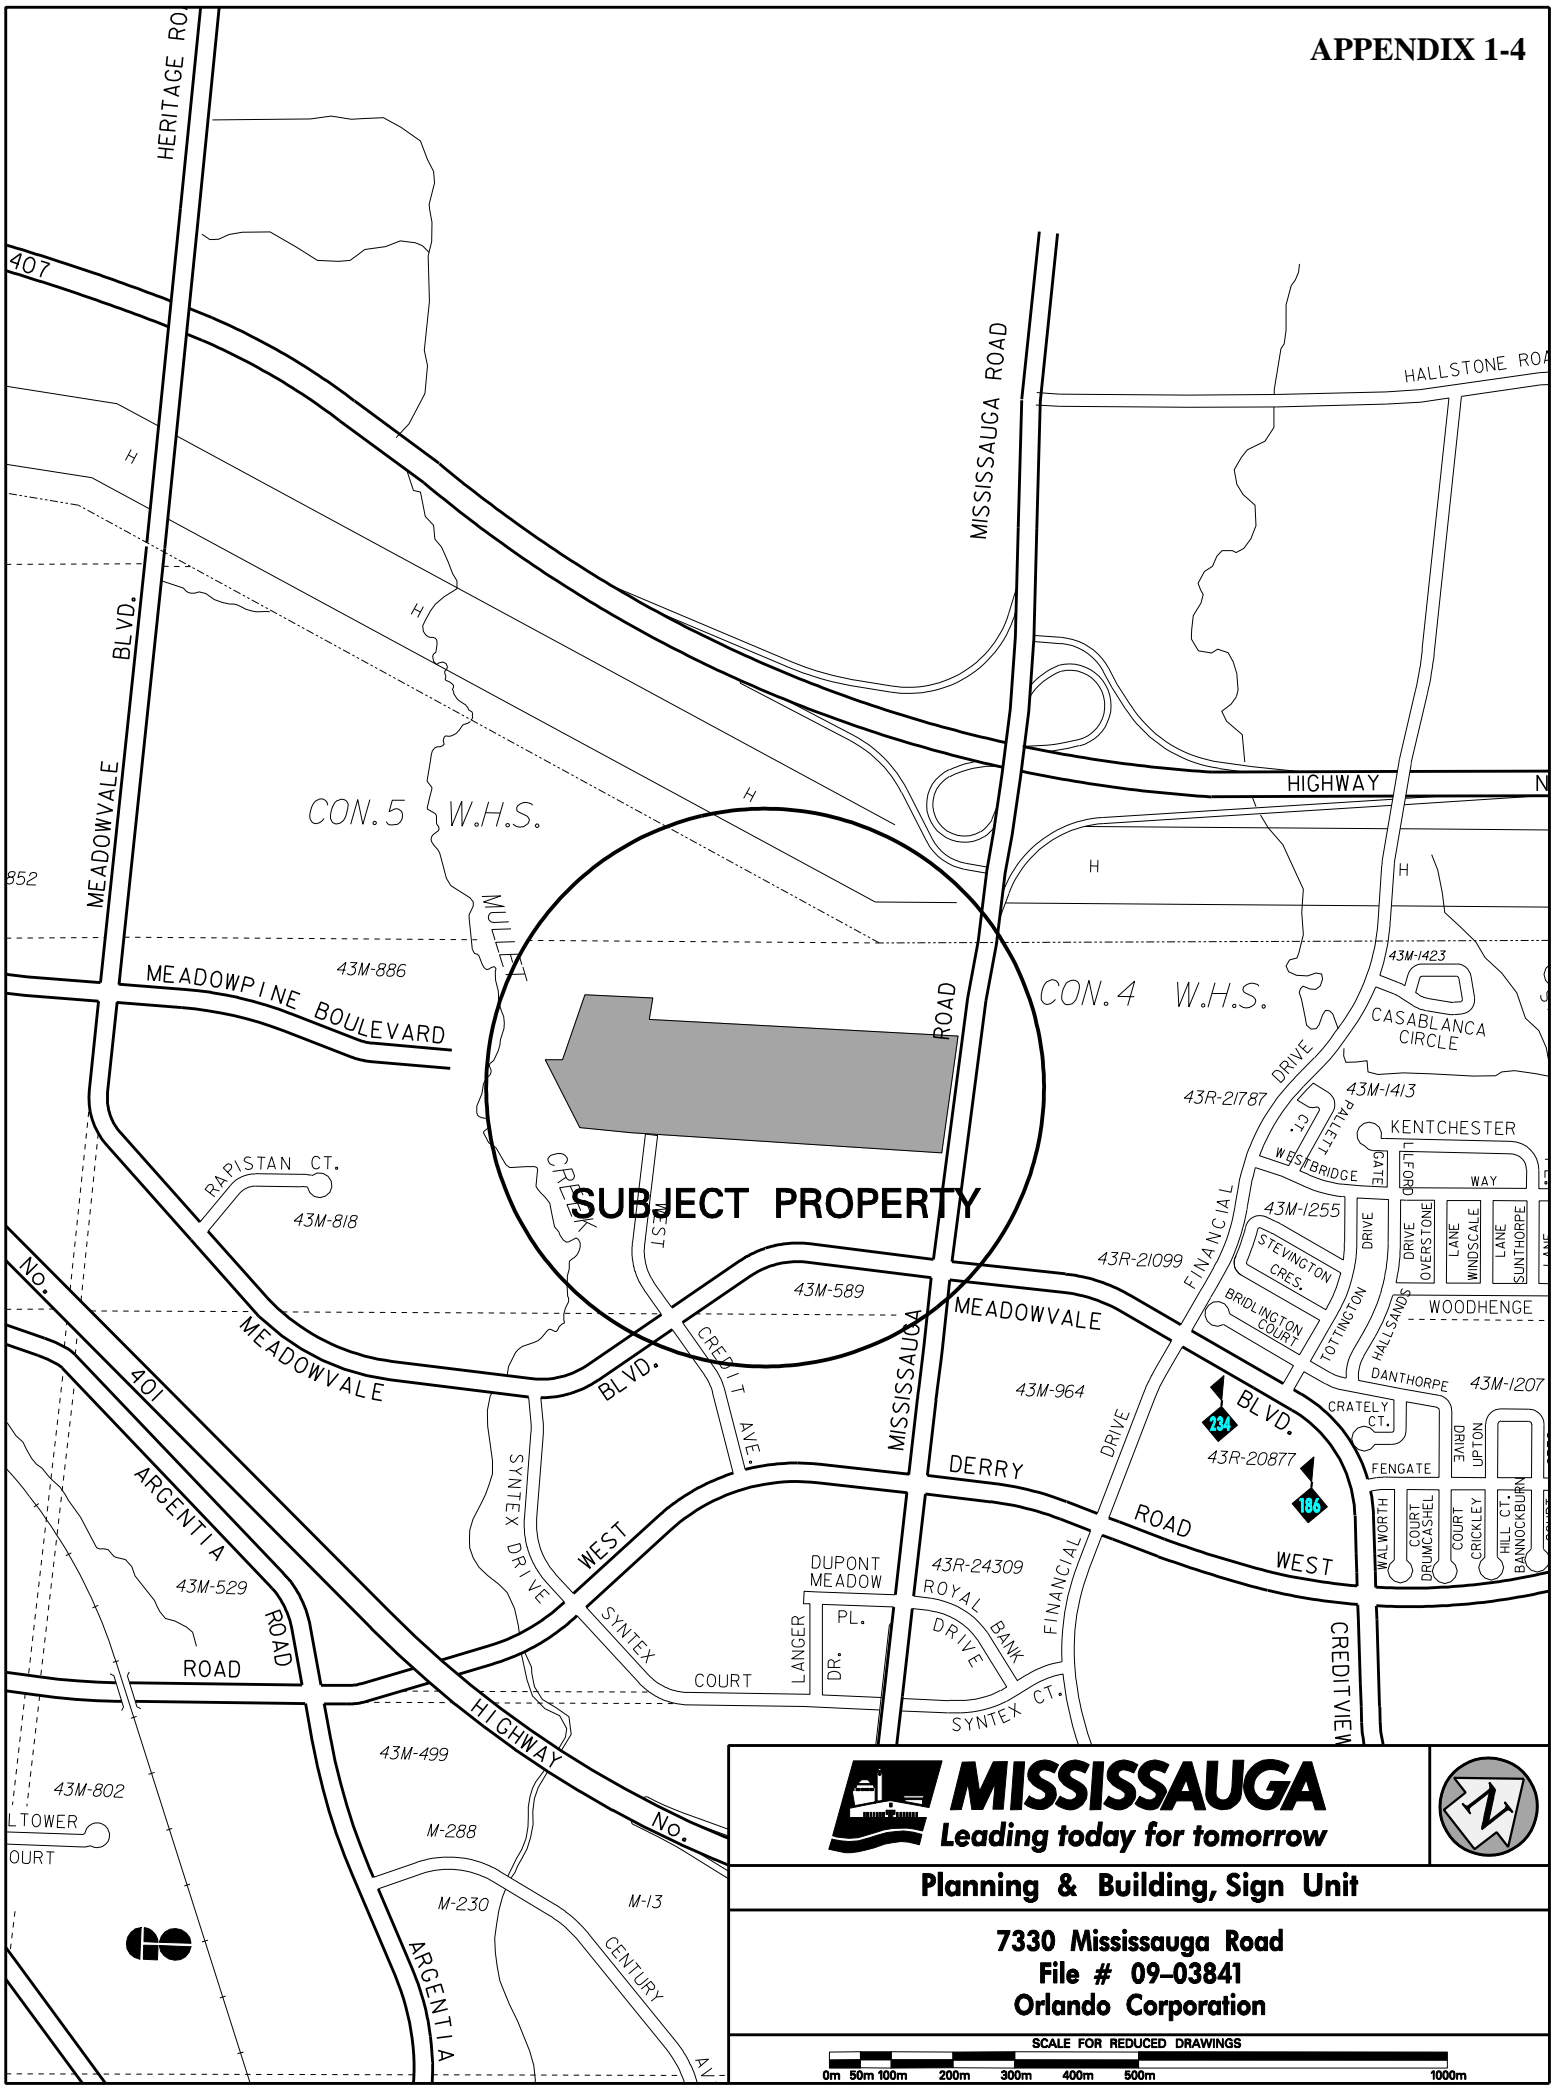 APPENDIX 1-4
HERITAGE
407
MISSISSAUGA ROAD
HALLSTONE
H
H
BLVD.
MEADOWVALE
H
HIGHWAY
N
CON. 5 W.H.S.
852
H
H
MULLET
43M-886
MEADOWPINE BOULEVARD
ROAD
CON. 4 W.H.S.
43M-1423
CASABLANCA
CIRCLE
DRIVE
43R-21787
43M-1413
PALLETT
CT.
KENTCHESTER
WESTBRIDGE
GATE
WAY
RAPISTAN CT.
43M-818
CREEK
SUBJECT PROPERTY
WEST
43M-1255
DRIVE
DRIVE
OVERSTONE
LANE
WINDSCALE
LANE
SUNTHORPE
LANE
STEVINGTON
CRES.
FINANCIAL
43R-21099
43M-589
No.
MEADOWVALE
BRIDLINGTON
COURT
WOODHENGE
TOTTINGTON
HALLSANDS
MEADOWVALE
BLVD.
CREDIT
MISSISSAUGA
401
43M-964
DANTHORPE
43M-1207
CRATELY
CT.
BLVD.
234
DRIVE
AVE.
43R-20877
186
DERRY
ROAD
WEST
DRIVE
UPTON
FENGATE
WALWORTH
COURT
DRUMCASHEL
COURT
CRICKLEY
HILL CT.
BANNOCKBURN
COURT
ARGENTIA
SYNTEX DRIVE
WEST
43M-529
ROAD
ROAD
DUPONT
MEADOW
PL.
43R-24309
ROYAL BANK
DRIVE
FINANCIAL
SYNTEX
COURT
LANGER
DR.
SYNTEX CT.
CREDITVIEW
HIGHWAY
43M-499
43M-802
M-288
No.
M-230
M-13
CENTURY
AV
ARGENTIA
GO
MISSISSAUGA
Leading today for tomorrow
N
Planning & Building, Sign Unit
7330 Mississauga Road
File # 09-03841
Orlando Corporation
SCALE FOR REDUCED DRAWINGS
0m 50m 100m 200m 300m 400m 500m 1000m